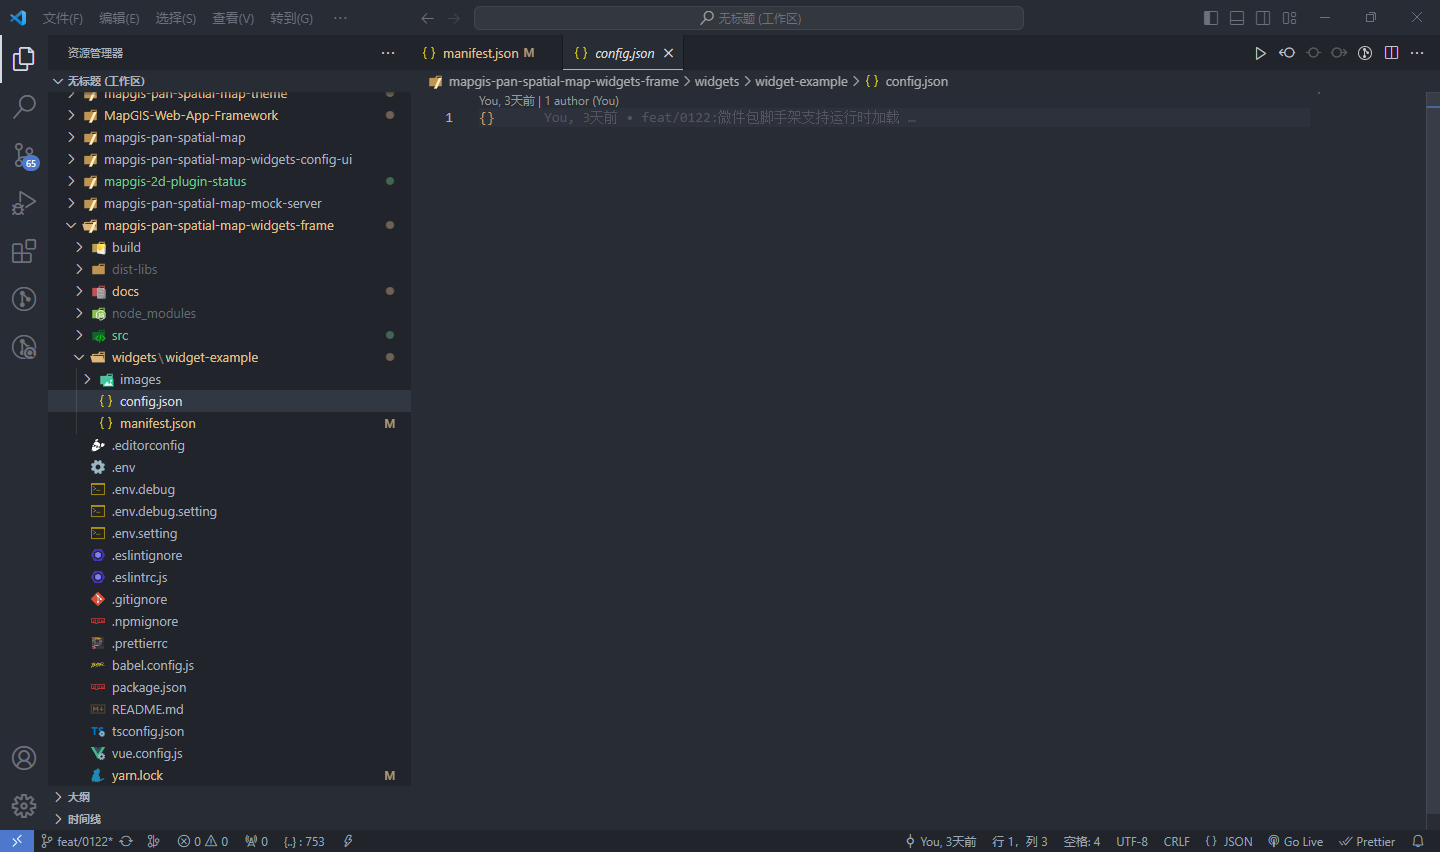 文件(F) 编辑(E) 选择(S) 查看(V) 转到(G) ··· 无标题 (工作区)
资源管理器 ···
manifest.json M config.json
无标题 (工作区)
mapgis-pan-spatial-map-widgets-frame > widgets > widget-example > {} config.json
mapgis-pan-spatial-map-theme
MapGIS-Web-App-Framework
mapgis-pan-spatial-map
mapgis-pan-spatial-map-widgets-config-ui
mapgis-2d-plugin-status
mapgis-pan-spatial-map-mock-server
mapgis-pan-spatial-map-widgets-frame
build
dist-libs
docs
node_modules
src
widgets\widget-example
images
config.json
manifest.json M
.editorconfig
.env
.env.debug
.env.debug.setting
.env.setting
.eslintignore
.eslintrc.js
.gitignore
.npmignore
.prettierrc
babel.config.js
package.json
README.md
tsconfig.json
vue.config.js
yarn.lock M
大纲
时间线
65
You, 3天前 | 1 author (You)
1 {} You, 3天前 • feat/0122:微件包脚手架支持运行时加载 …
feat/0122* 0 0 0 {..} : 753 You, 3天前 行 1，列 3 空格: 4 UTF-8 CRLF {} JSON Go Live Prettier